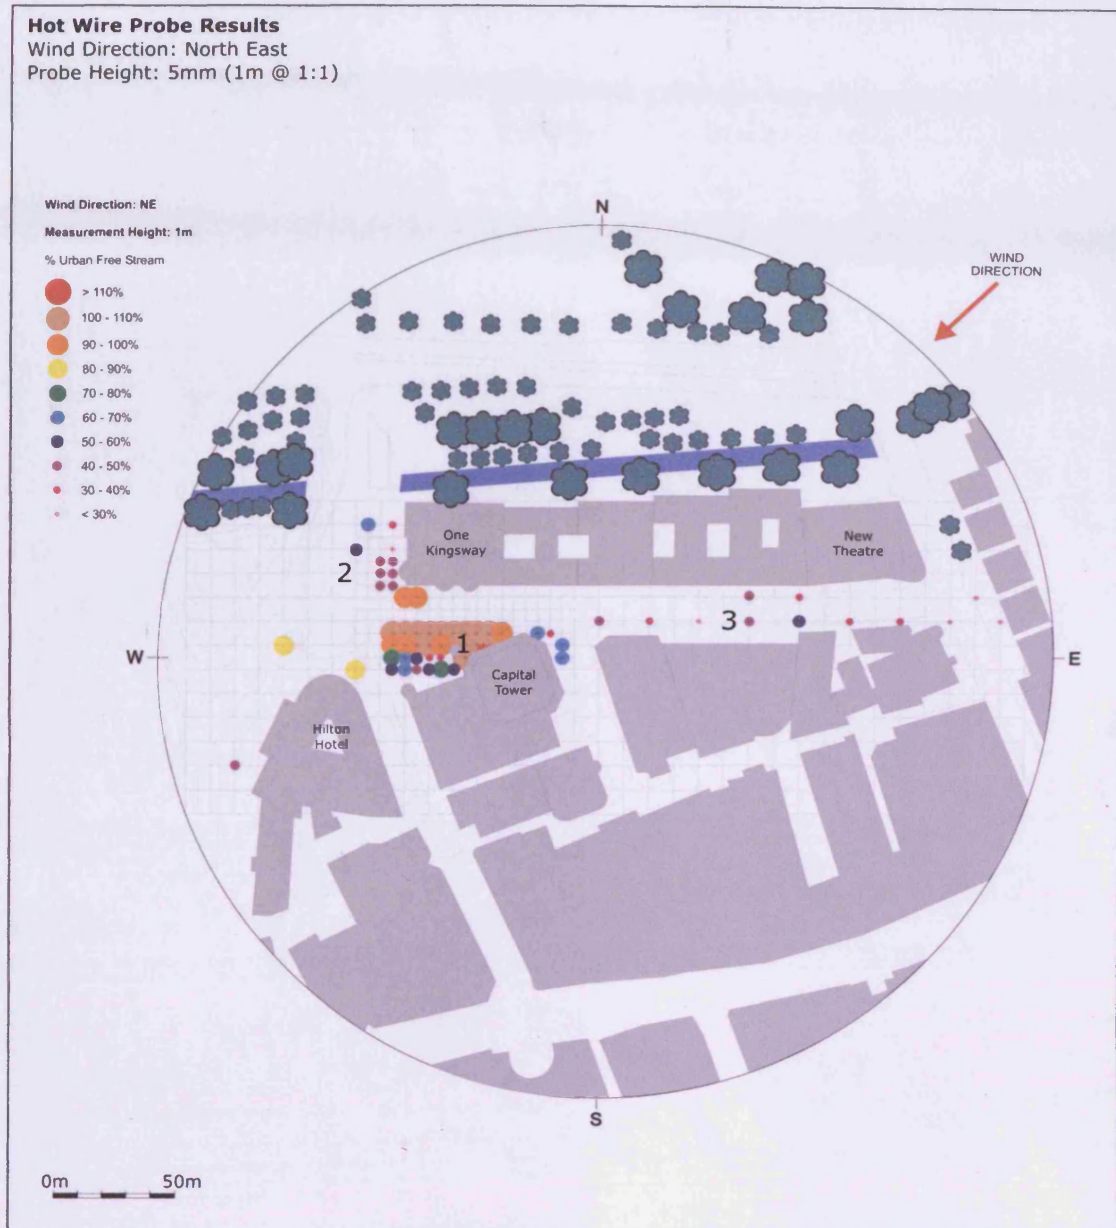 Hot Wire Probe Results
Wind Direction: North East
Probe Height: 5mm (1m @ 1:1)
Wind Direction: NE
Measurement Height: 1m
% Urban Free Stream
> 110%
100 - 110%
90 - 100%
80 - 90%
70 - 80%
60 - 70%
50 - 60%
40 - 50%
30 - 40%
< 30%
N
WIND
DIRECTION
One
Kingsway
New
Theatre
2
3
1
W
E
Capital
Tower
Hilton
Hotel
S
0m
50m